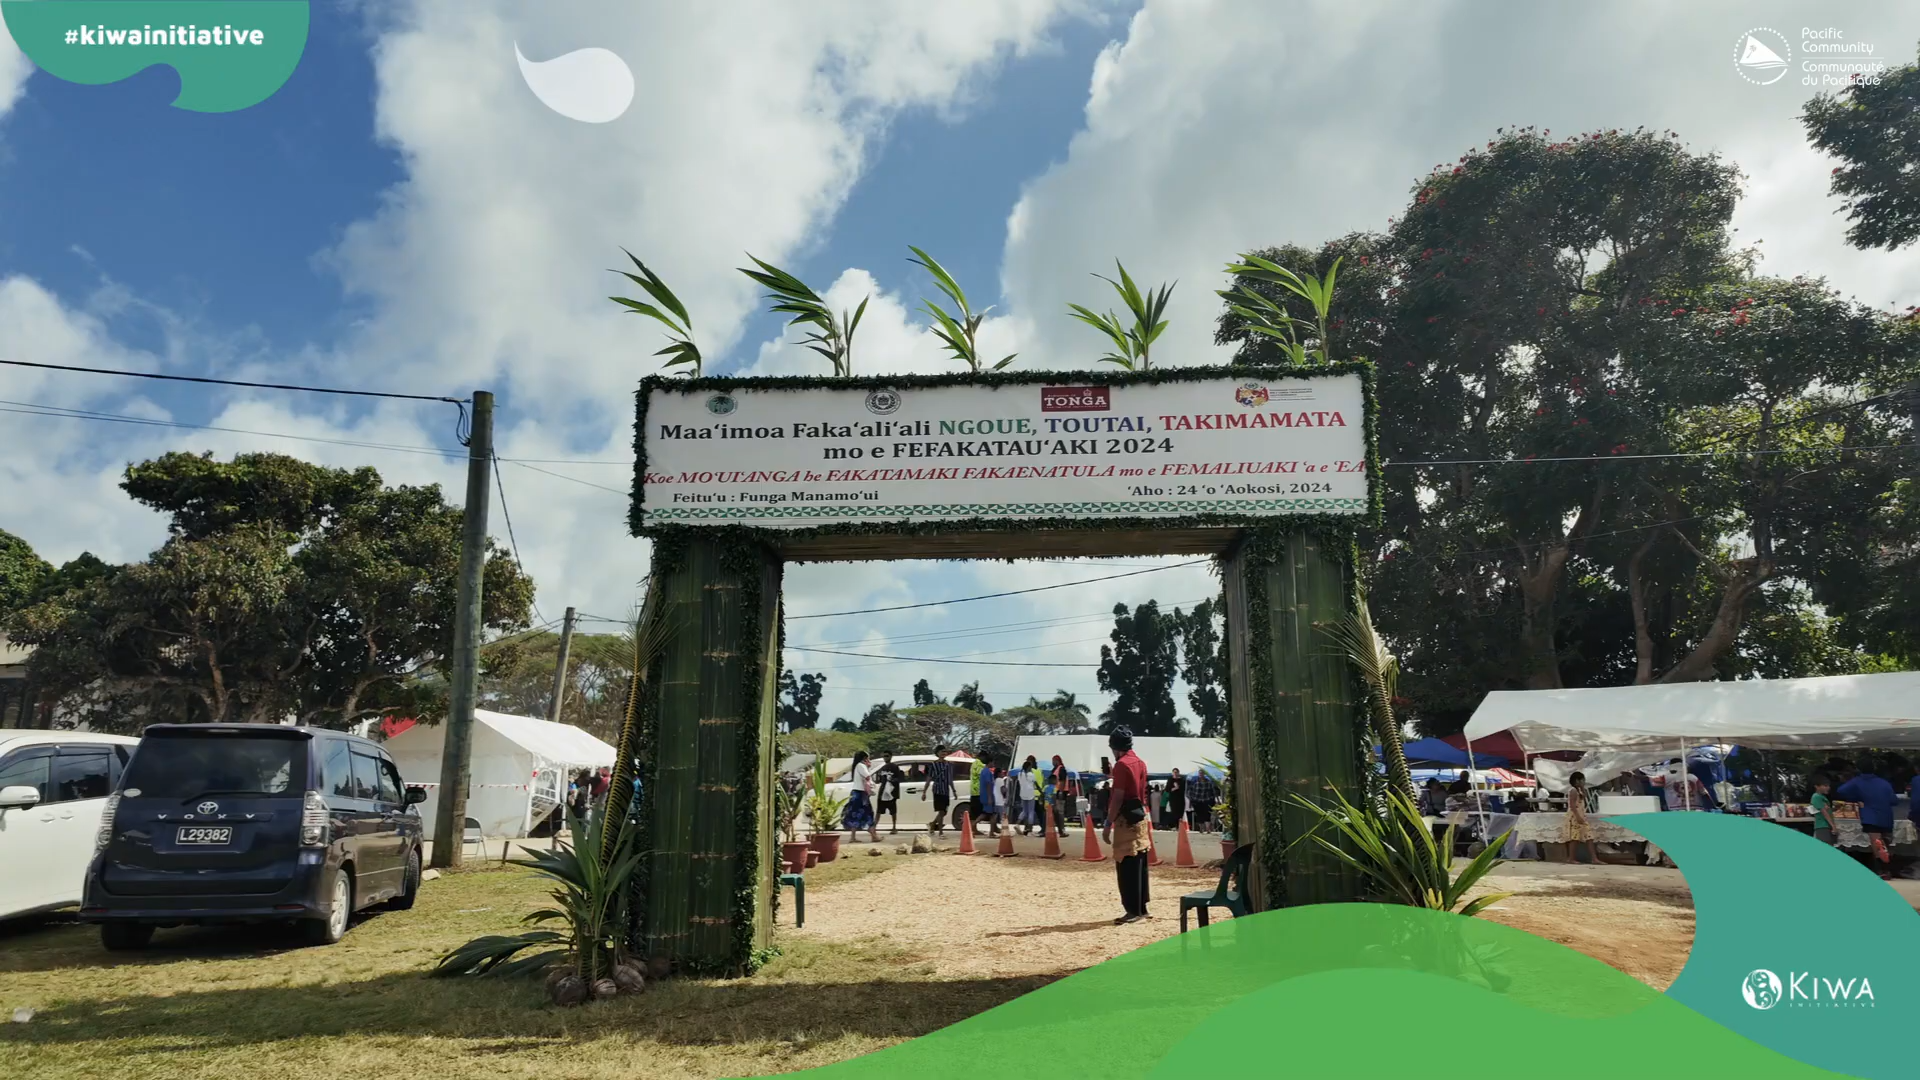 #kiwainitiative
Pacific
Community
Communauté
du Pacifique
TONGA
Maa‘imoa Faka‘ali‘ali NGOUE, TOUTAI, TAKIMAMATA
mo e FEFAKATAU‘AKI 2024
Koe MO‘UI‘ANGA he FAKATAMAKI FAKAENATULA mo e FEMALIUAKI ‘a e ‘EA
Feitu‘u : Funga Manamo‘ui
‘Aho : 24 ‘o ‘Aokosi, 2024
VOXY
L29382
KIWA
INITIATIVE